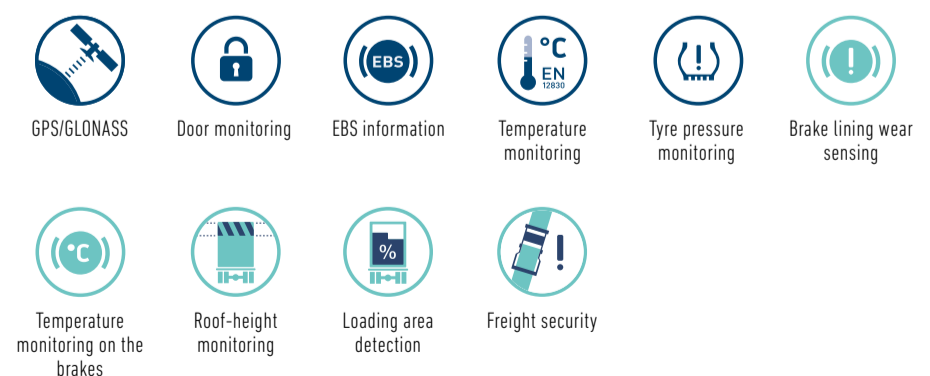 EBS
°C
EN
12830
!
!
GPS/GLONASS
Door monitoring
EBS information
Temperature
monitoring
Tyre pressure
monitoring
Brake lining wear
sensing
°C
%
!
Temperature
monitoring on the
brakes
Roof-height
monitoring
Loading area
detection
Freight security